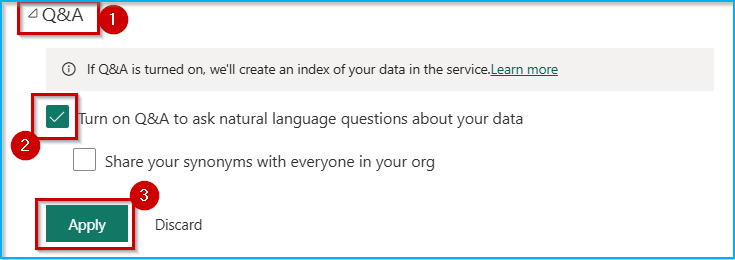 Q&A
1
If Q&A is turned on, we'll create an index of your data in the service.Learn more
Turn on Q&A to ask natural language questions about your data
2
Share your synonyms with everyone in your org
3
Apply Discard